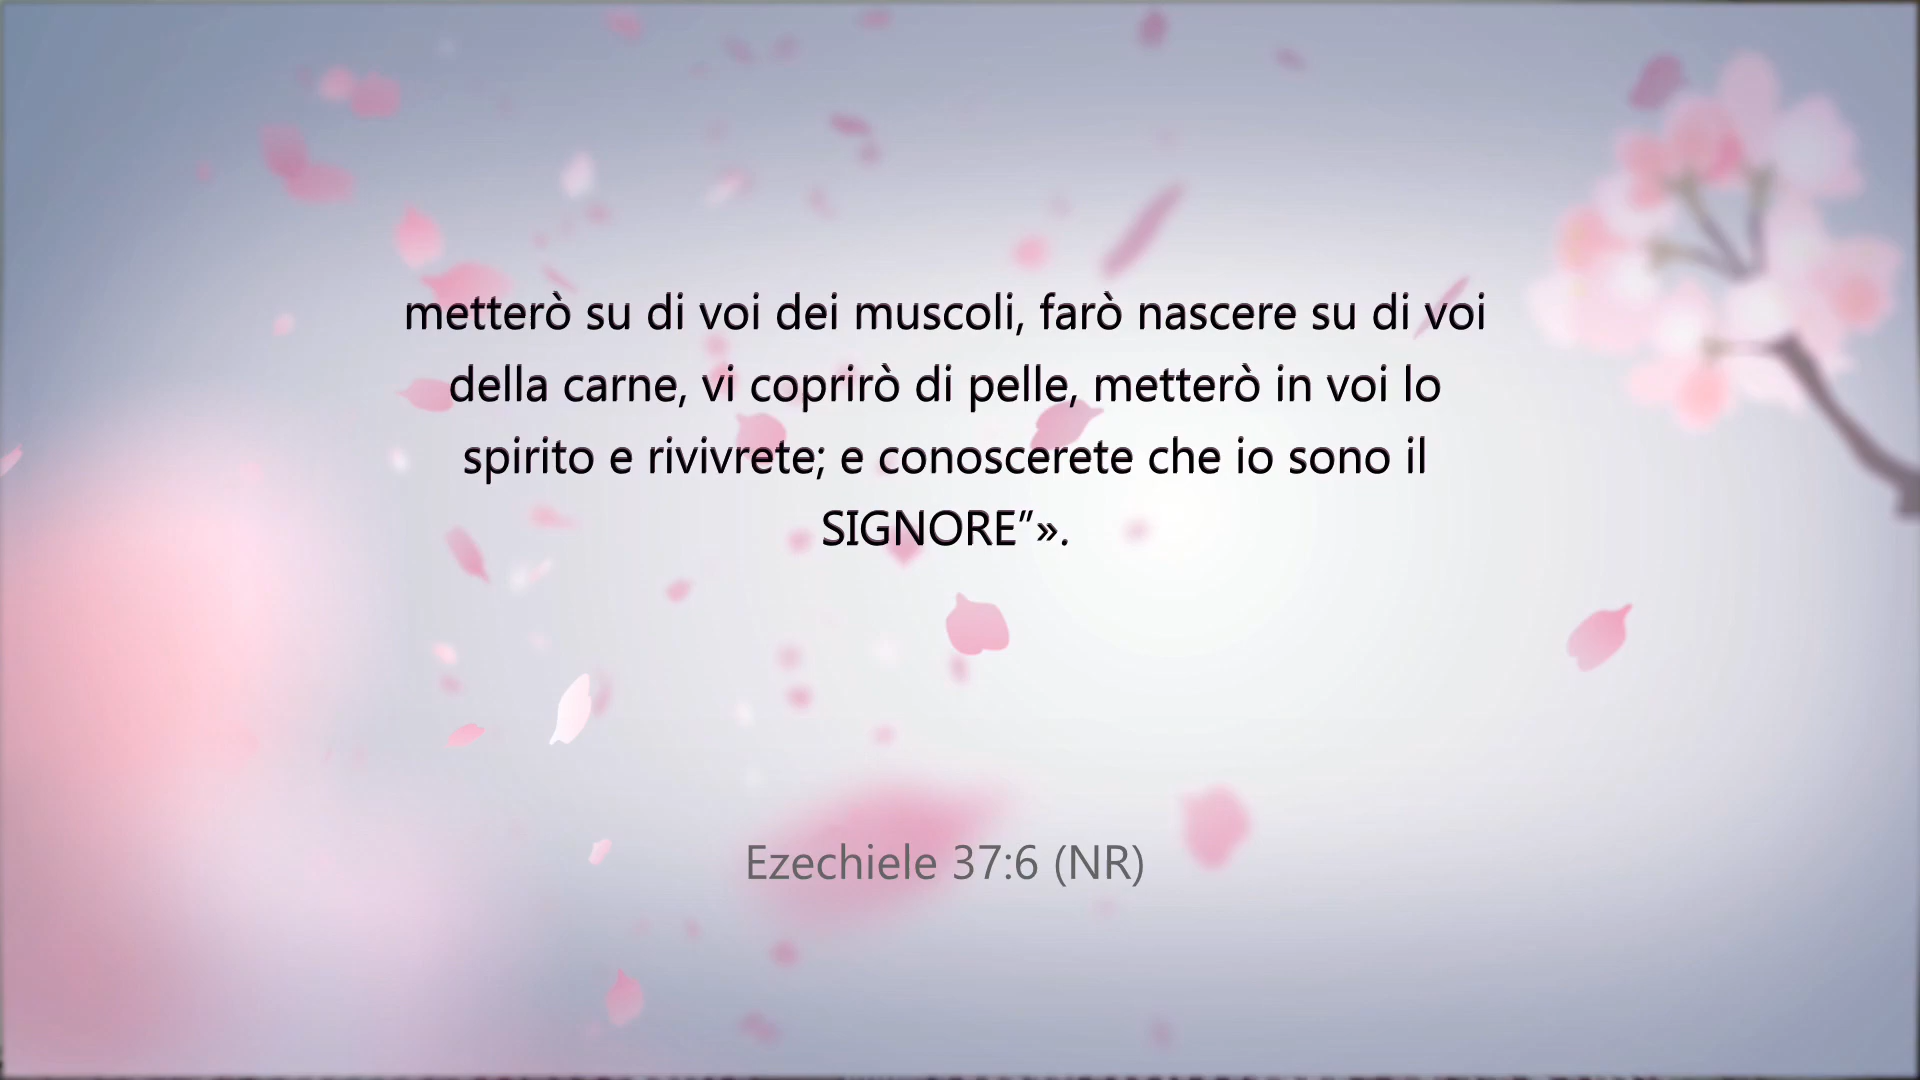 metterò su di voi dei muscoli, farò nascere su di voi
della carne, vi coprirò di pelle, metterò in voi lo
spirito e rivivrete; e conoscerete che io sono il
SIGNORE”».
Ezechiele 37:6 (NR)